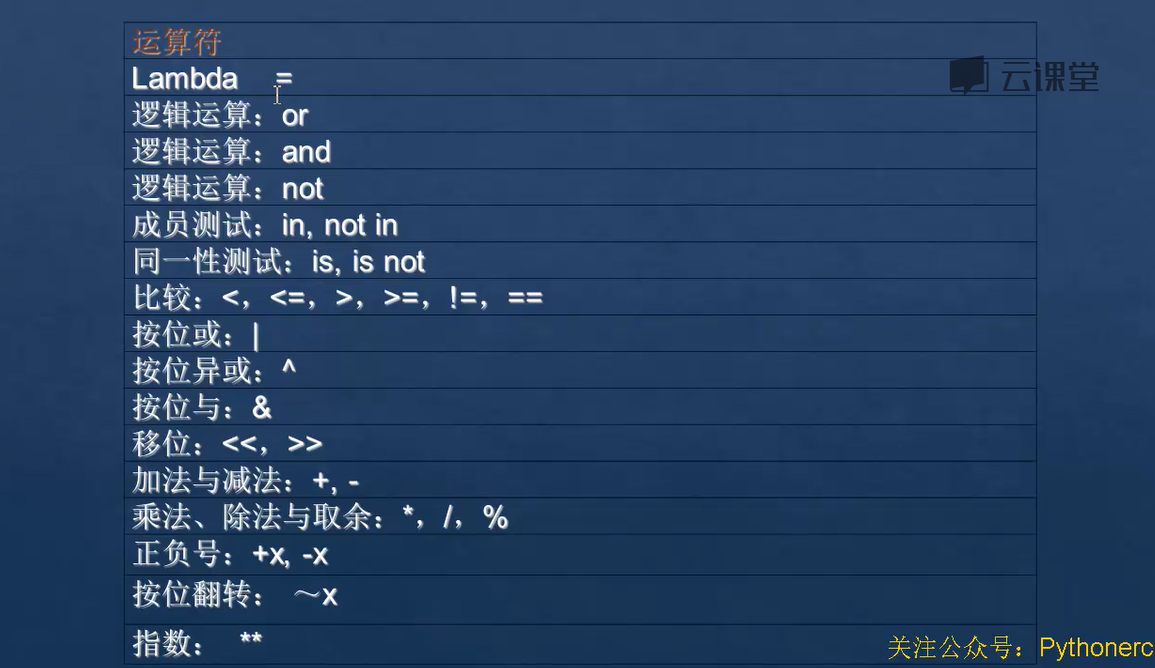 运算符
Lambda =
云课堂
逻辑运算：or
逻辑运算：and
逻辑运算：not
成员测试：in, not in
同一性测试：is, is not
比较：<，<=，>，>=，!=，==
按位或：|
按位异或：^
按位与：&
移位：<<，>>
加法与减法：+, -
乘法、除法与取余：*，/，%
正负号：+x, -x
按位翻转： ～x
指数： **
关注公众号：Pythonerc